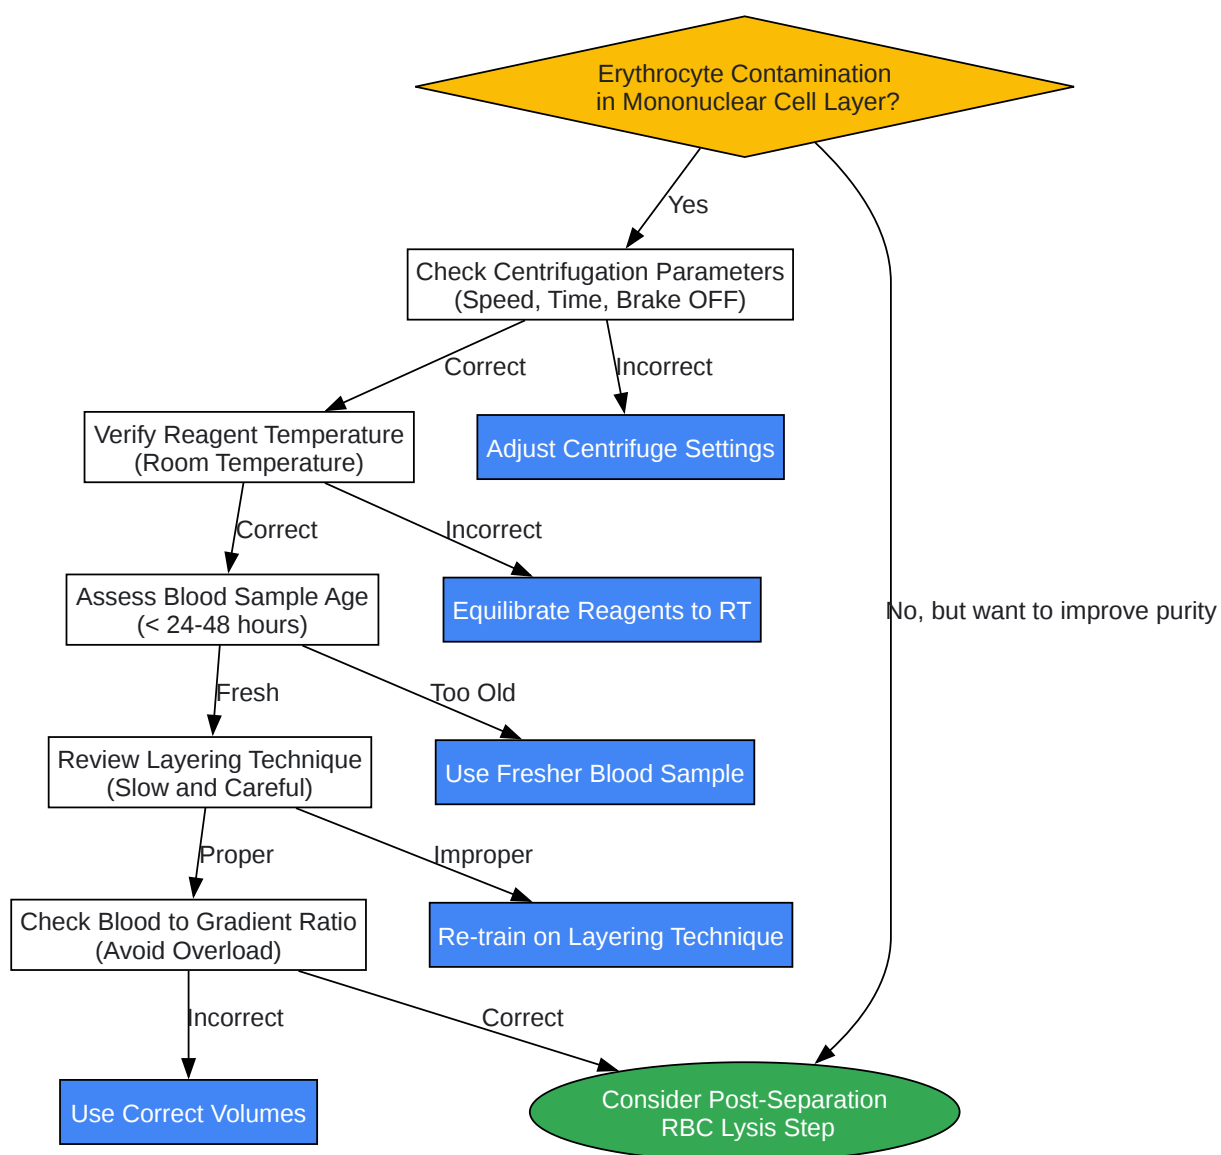 Erythrocyte Contamination
in Mononuclear Cell Layer?
Yes
Check Centrifugation Parameters
(Speed, Time, Brake OFF)
Correct
Incorrect
Verify Reagent Temperature
(Room Temperature)
Adjust Centrifuge Settings
Correct
Incorrect
Assess Blood Sample Age
(< 24-48 hours)
Equilibrate Reagents to RT
No, but want to improve purity
Fresh
Too Old
Review Layering Technique
(Slow and Careful)
Use Fresher Blood Sample
Proper
Improper
Check Blood to Gradient Ratio
(Avoid Overload)
Re-train on Layering Technique
Incorrect
Correct
Use Correct Volumes
Consider Post-Separation
RBC Lysis Step